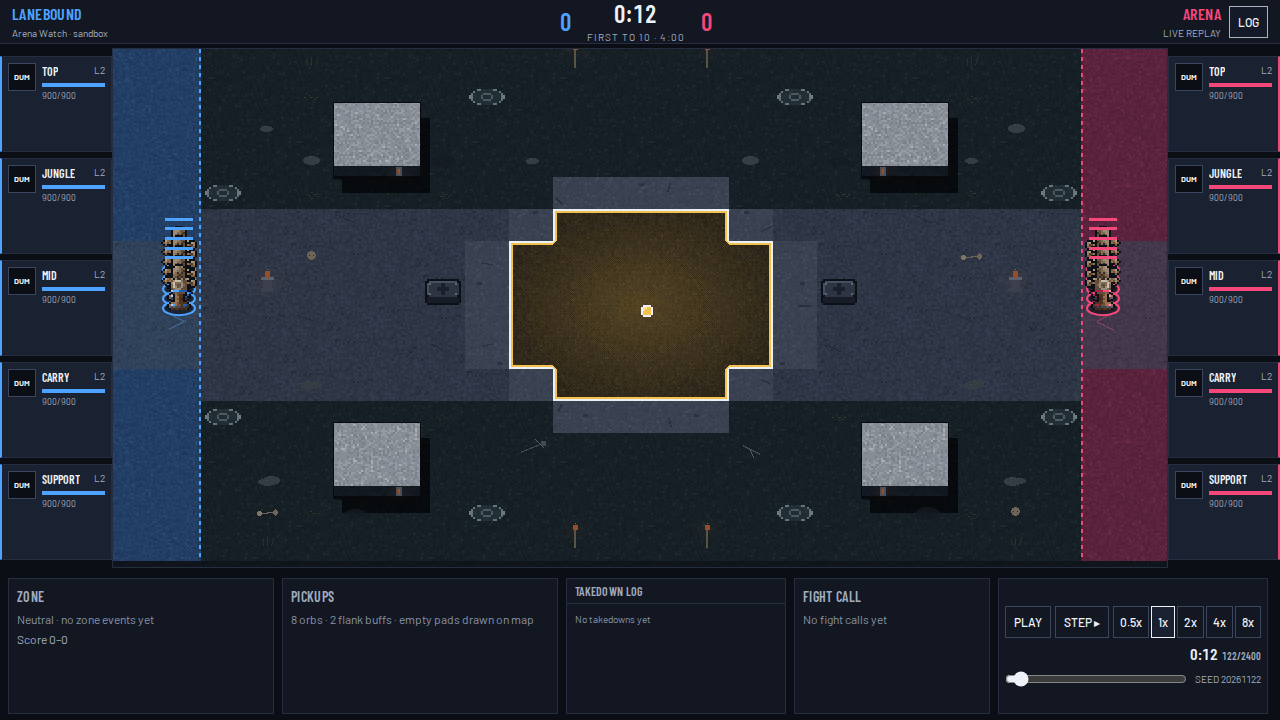 LANEBOUND
Arena Watch · sandbox
0
0:12
0
FIRST TO 10 · 4:00
ARENA
LIVE REPLAY
LOG
DUM
TOP
L2
900/900
DUM
JUNGLE
L2
900/900
DUM
MID
L2
900/900
DUM
CARRY
L2
900/900
DUM
SUPPORT
L2
900/900
DUM
TOP
L2
900/900
DUM
JUNGLE
L2
900/900
DUM
MID
L2
900/900
DUM
CARRY
L2
900/900
DUM
SUPPORT
L2
900/900
ZONE
Neutral · no zone events yet
Score 0–0
PICKUPS
8 orbs · 2 flank buffs · empty pads drawn on map
TAKEDOWN LOG
No takedowns yet
FIGHT CALL
No fight calls yet
PLAY
STEP ▸
0.5x
1x
2x
4x
8x
0:12 122/2400
SEED 20261122